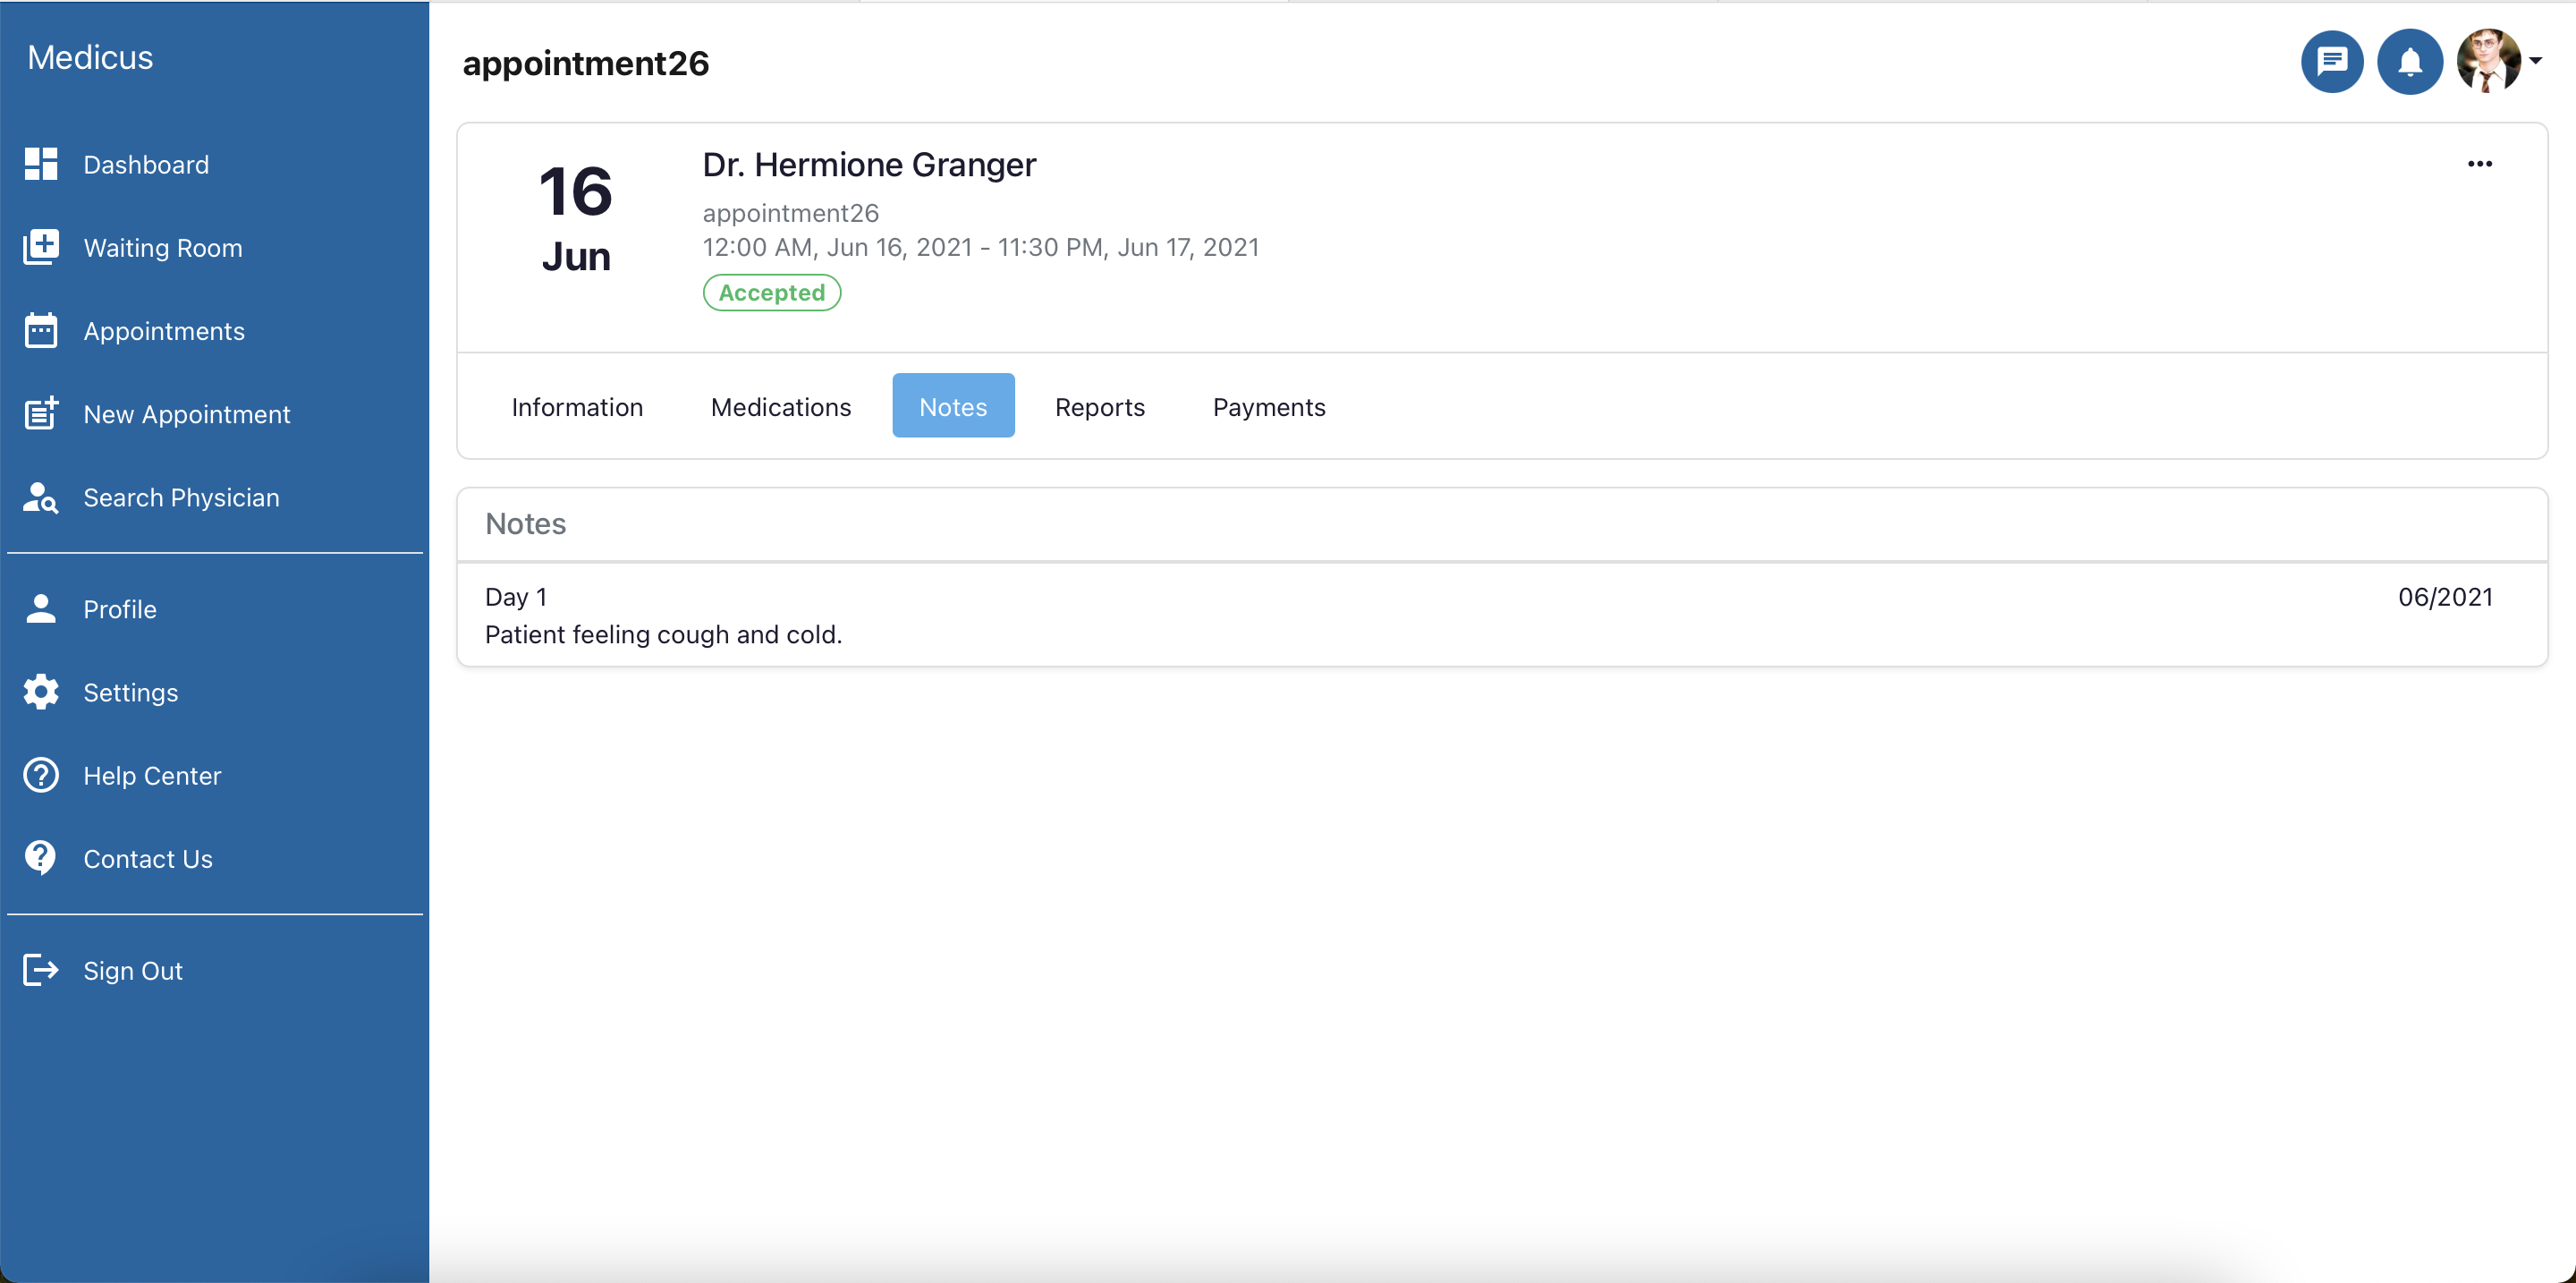 Medicus
Dashboard
Waiting Room
Appointments
New Appointment
Search Physician
Profile
Settings
Help Center
Contact Us
Sign Out
appointment26
16
Jun
Dr. Hermione Granger
appointment26
12:00 AM, Jun 16, 2021 - 11:30 PM, Jun 17, 2021
Accepted
Information Medications Notes Reports Payments
Notes
Day 1 06/2021
Patient feeling cough and cold.